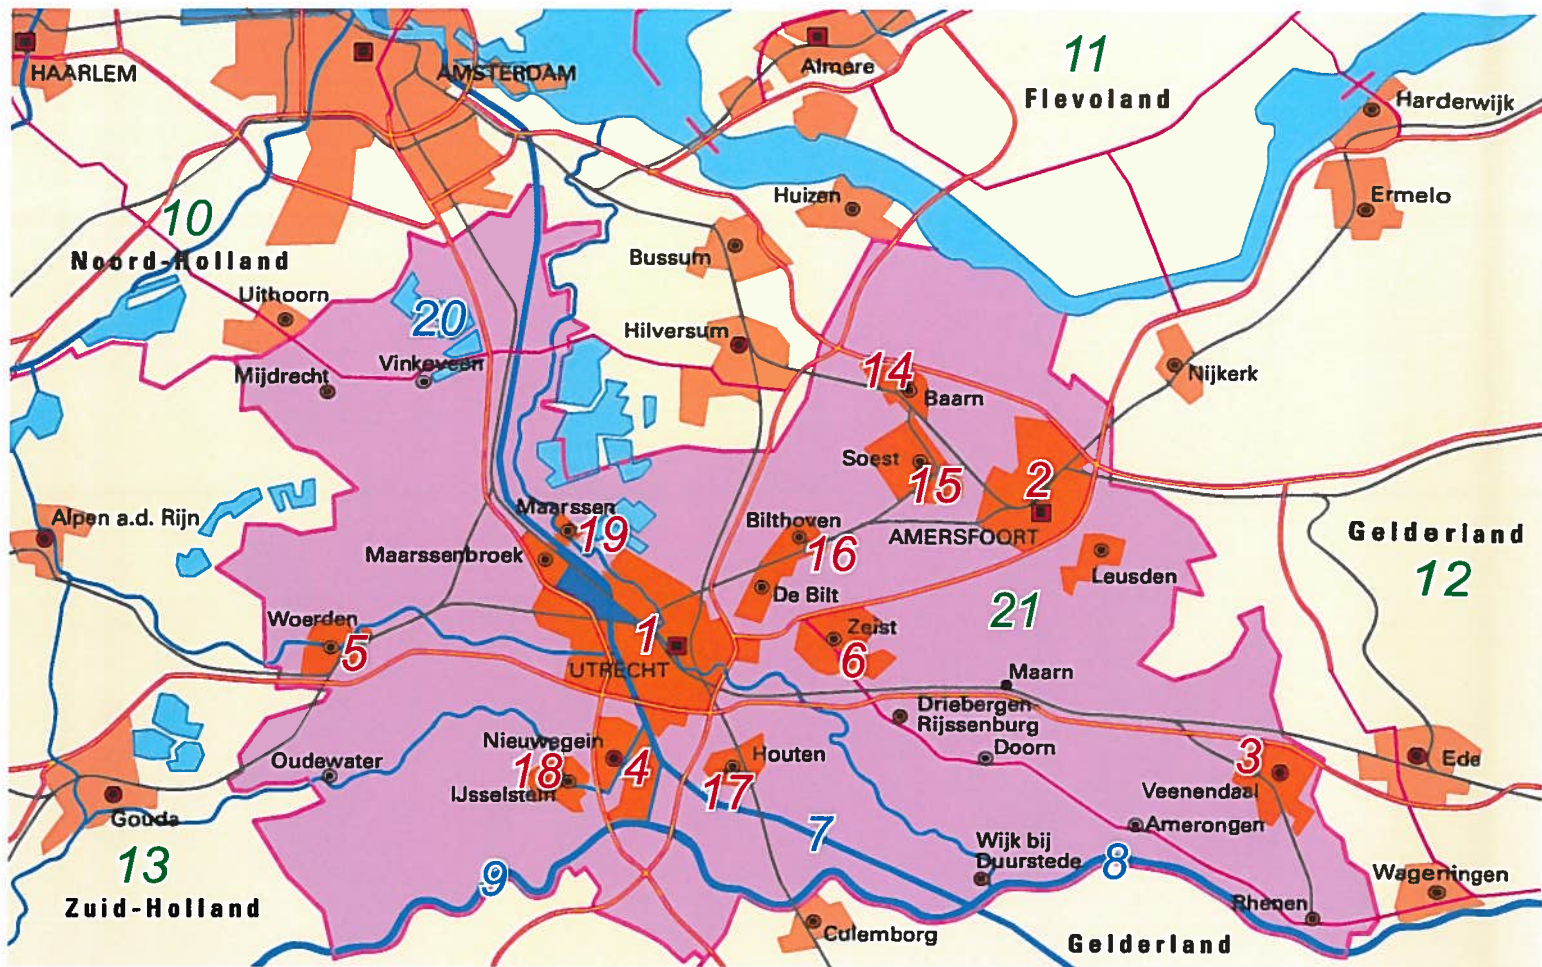 HAARLEM
AMSTERDAM
Almere
11
Flevoland
Harderwijk
Huizen
Ermelo
10
Noord-Holland
Bussum
Uithoorn
20
Hilversum
Vinkeveen
Mijdrecht
14
Baarn
Nijkerk
Soest
15
2
Alpen a.d. Rijn
Maarssen
19
Bilthoven
16
AMERSFOORT
Gelderland
12
Maarssenbroek
Leusden
De Bilt
21
Woerden
5
1
UTRECHT
Zeist
6
Maarn
Driebergen
Rijssenburg
Nieuwegein
18
4
Houten
17
Doorn
3
Ede
Oudewater
IJsselstein
Veenendaal
Gouda
7
Amerongen
13
Zuid-Holland
9
Wijk bij
Duurstede
8
Wageningen
Rhenen
Culemborg
Gelderland